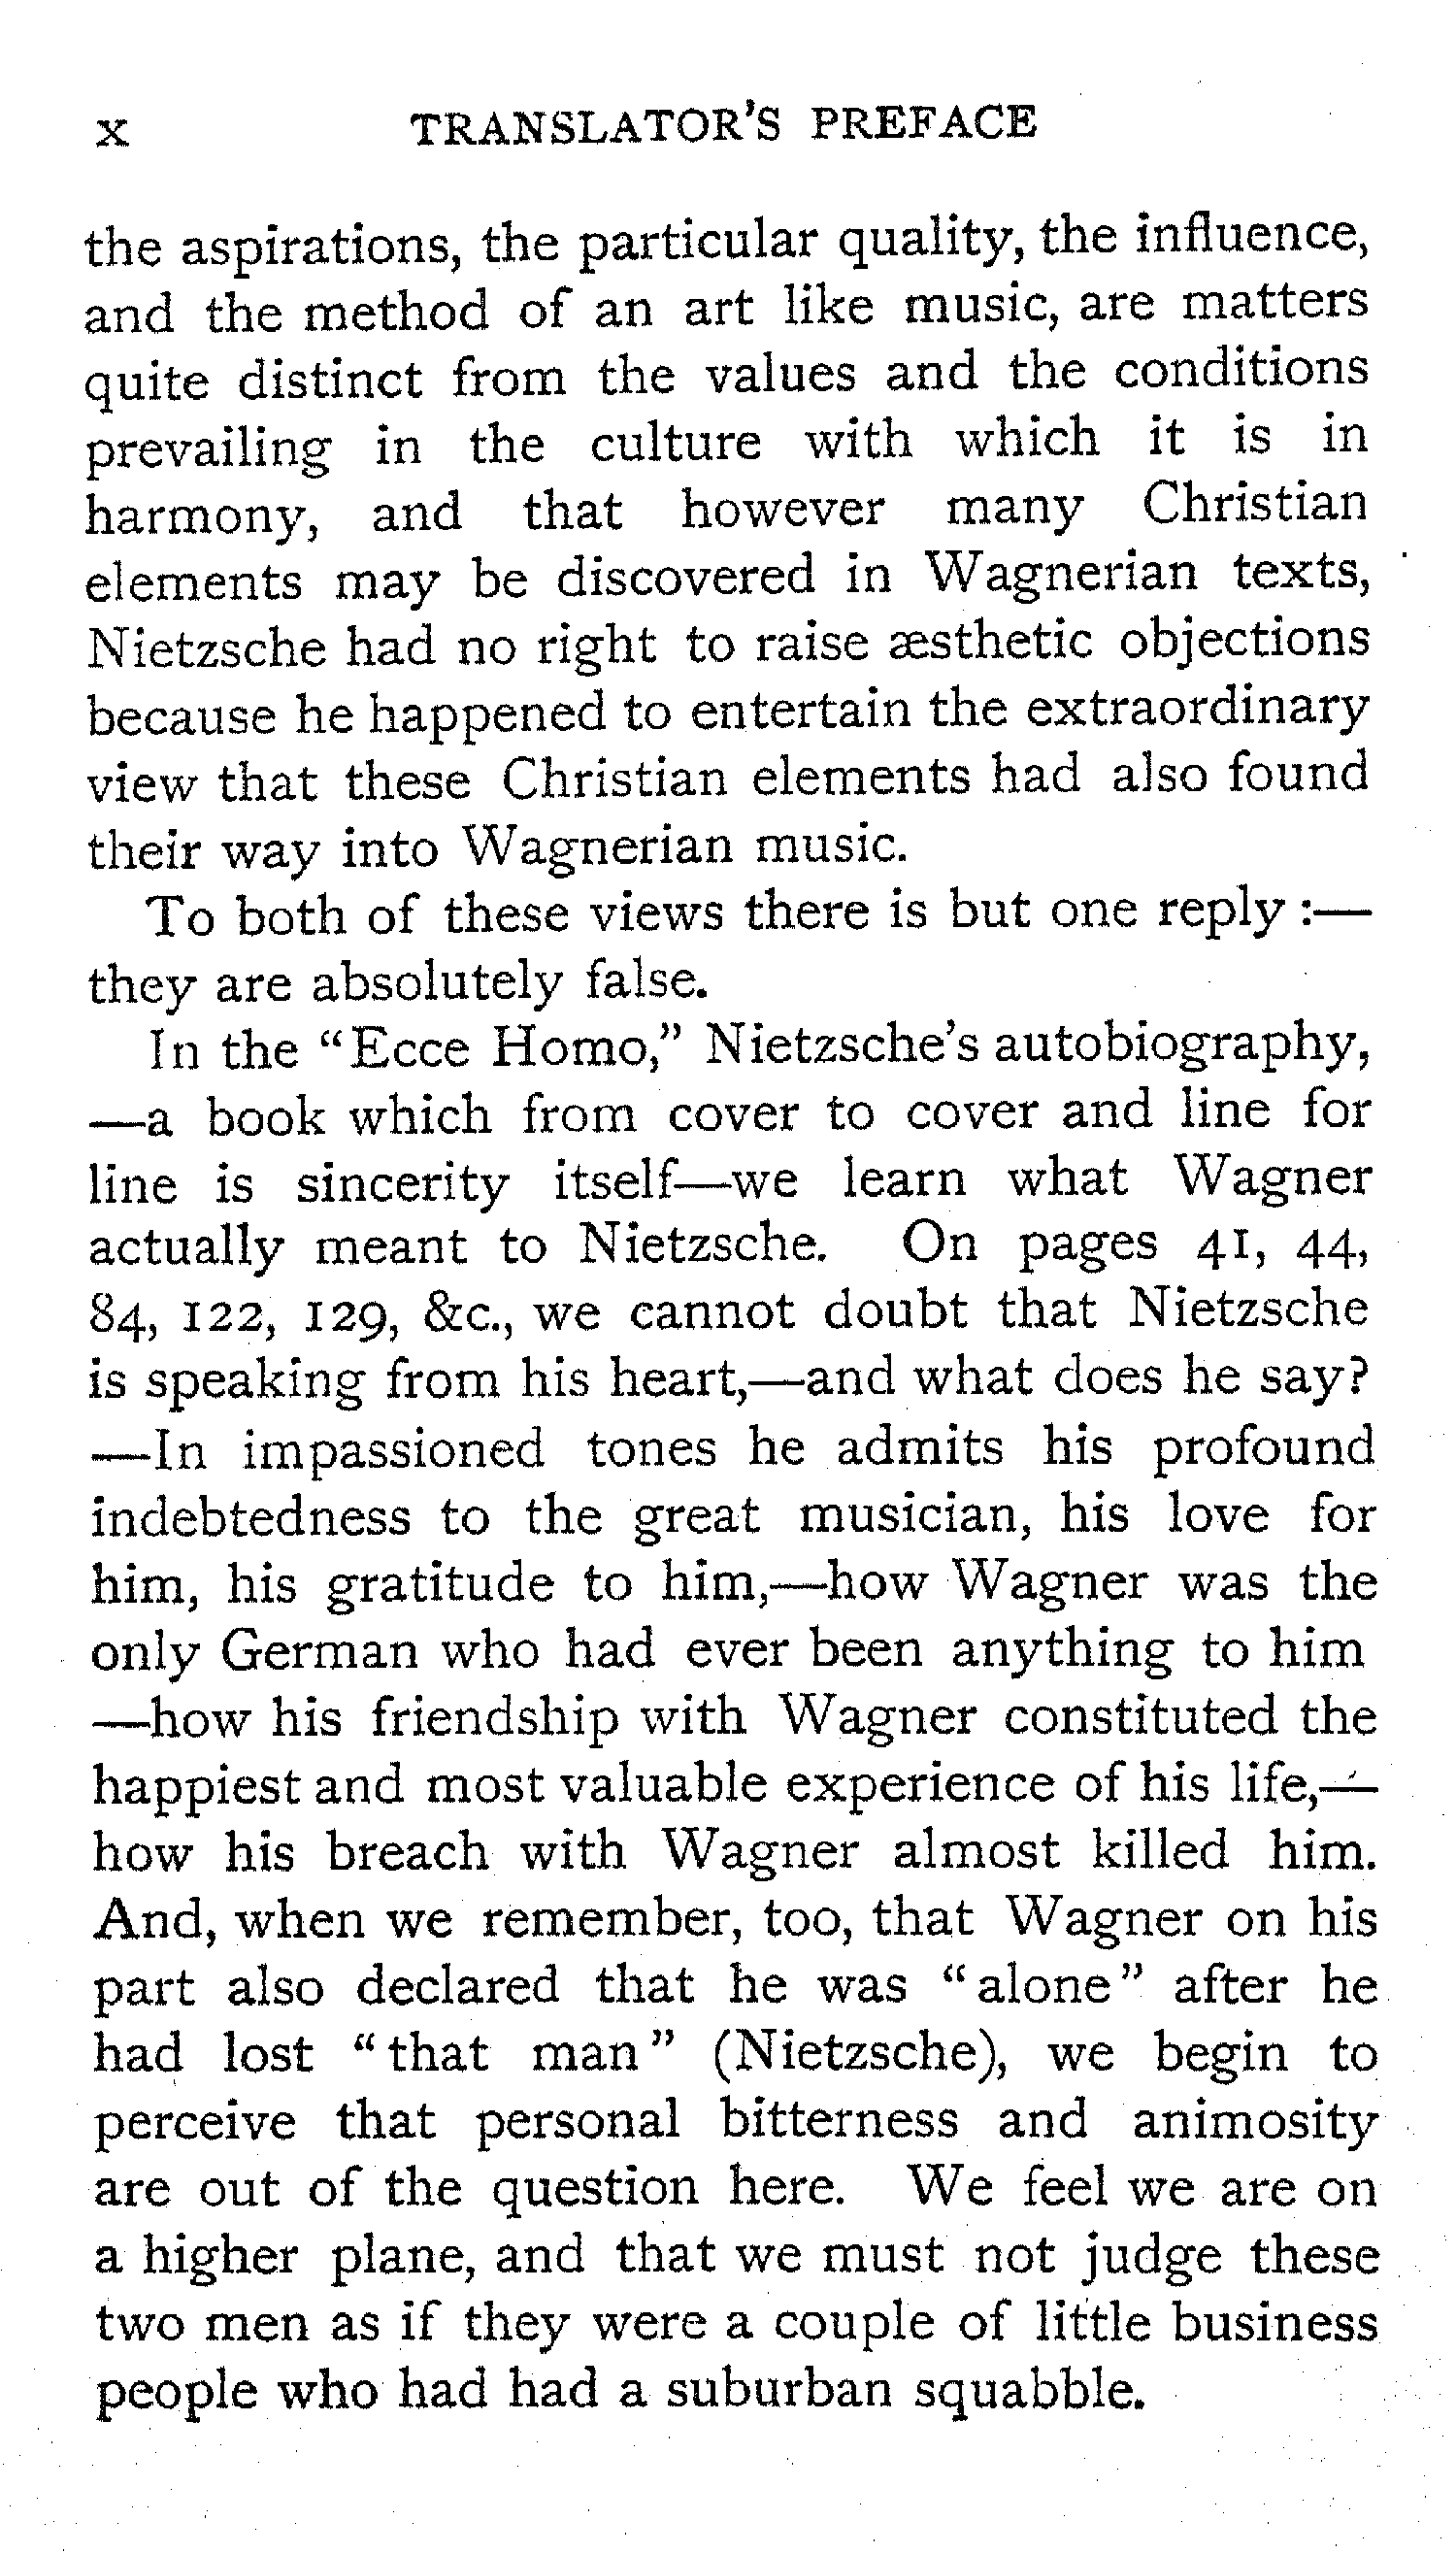 x TRANSLATOR'S PREFACE
the aspirations, the particular quality, the influence,
and the method of an art like music, are matters
quite distinct from the values and the conditions
prevailing in the culture with which it is in
harmony, and that however many Christian
elements may be discovered in Wagnerian texts,
Nietzsche had no right to raise æsthetic objections
because he happened to entertain the extraordinary
view that these Christian elements had also found
their way into Wagnerian music.
To both of these views there is but one reply :—
they are absolutely false.
In the “Ecce Homo,” Nietzsche's autobiography,
—a book which from cover to cover and line for
line is sincerity itself—we learn what Wagner
actually meant to Nietzsche. On pages 41, 44,
84, 122, 129, &c., we cannot doubt that Nietzsche
is speaking from his heart,—and what does he say?
—In impassioned tones he admits his profound
indebtedness to the great musician, his love for
him, his gratitude to him,—how Wagner was the
only German who had ever been anything to him
—how his friendship with Wagner constituted the
happiest and most valuable experience of his life,—
how his breach with Wagner almost killed him.
And, when we remember, too, that Wagner on his
part also declared that he was “alone” after he
had lost “that man” (Nietzsche), we begin to
perceive that personal bitterness and animosity
are out of the question here. We feel we are on
a higher plane, and that we must not judge these
two men as if they were a couple of little business
people who had had a suburban squabble.